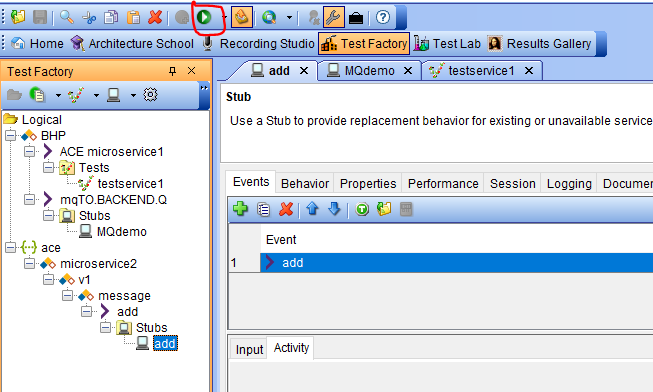 Home Architecture School Recording Studio Test Factory Test Lab Results Gallery
Test Factory
add MQdemo testservice1
Logical
BHP
ACE microservice1
Tests
testservice1
mqTO.BACKEND.Q
Stubs
MQdemo
ace
microservice2
v1
message
add
Stubs
add
Stub
Use a Stub to provide replacement behavior for existing or unavailable service
Events Behavior Properties Performance Session Logging Documen
Event
1 add
Input Activity